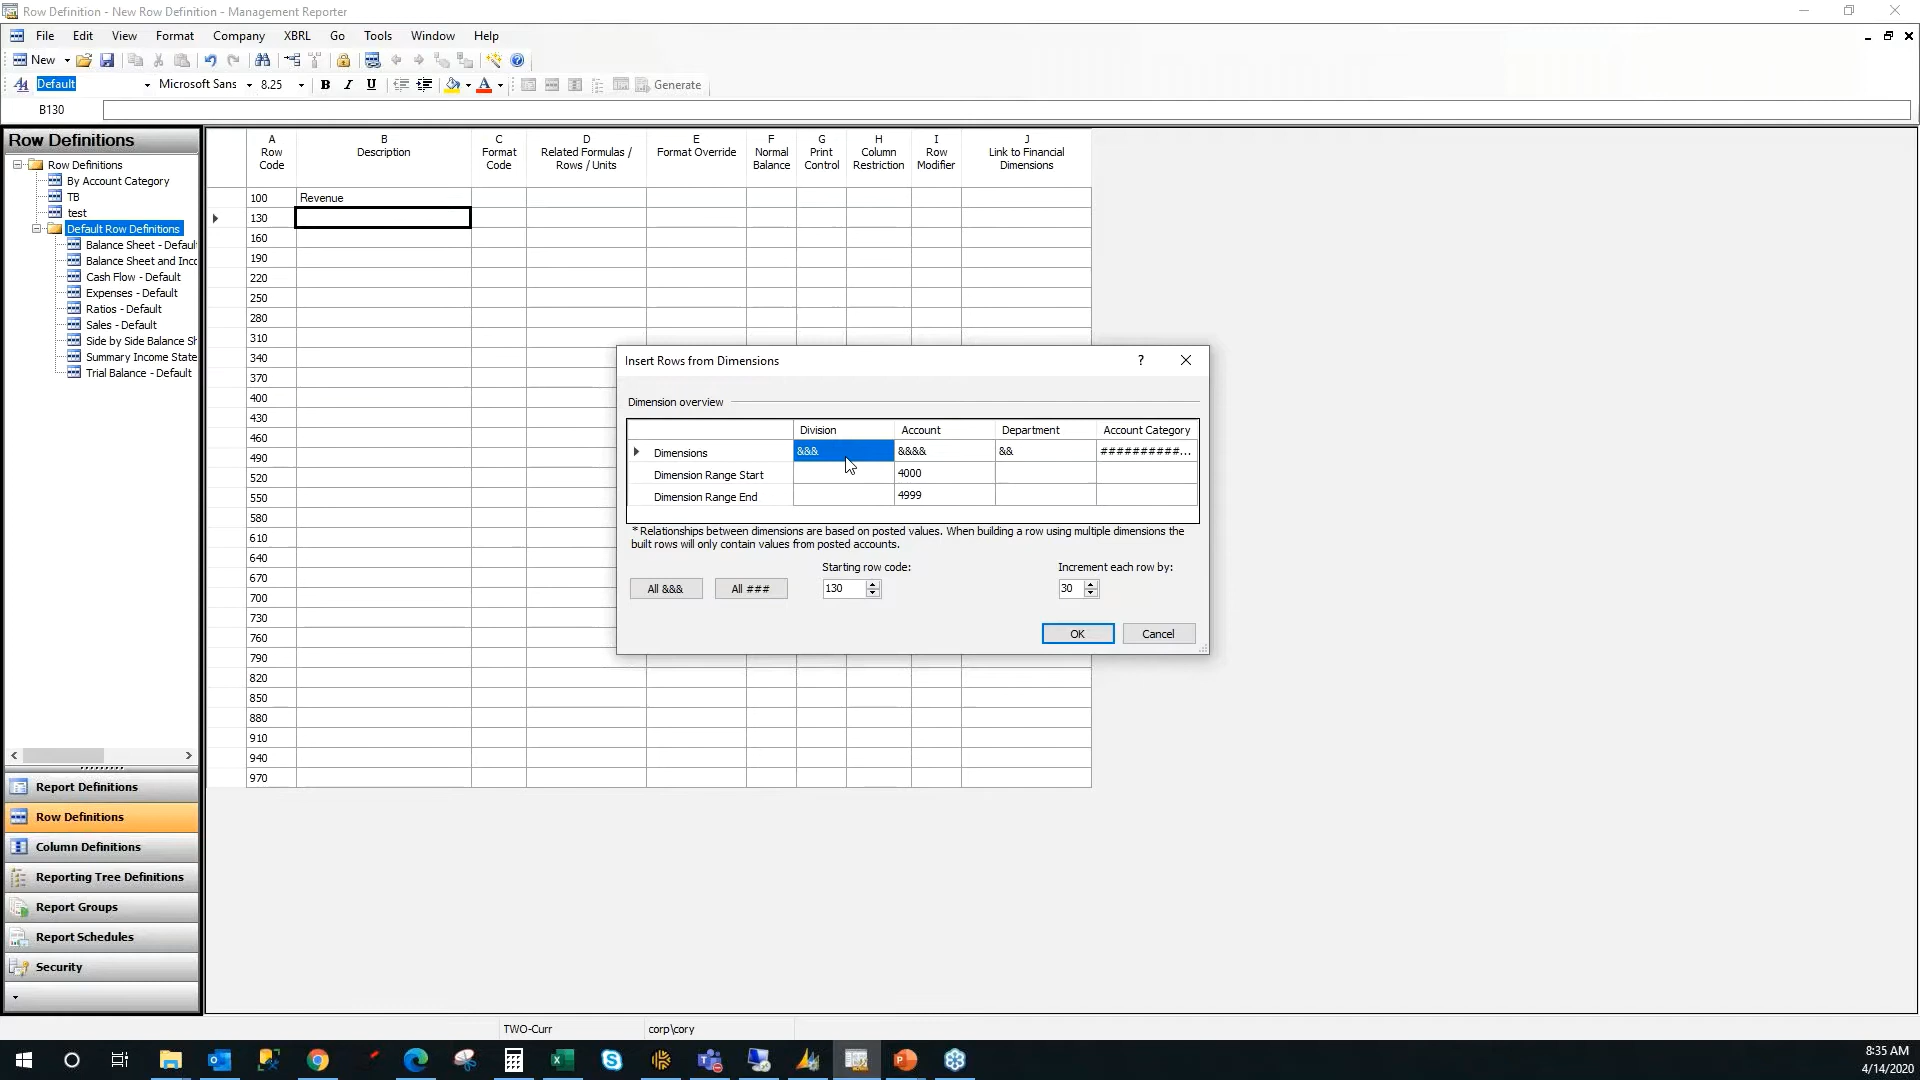 Row Definition - New Row Definition - Management Reporter
File Edit View Format Company XBRL Go Tools Window Help
New
Default Microsoft Sans 8.25 B I U A Generate
B130
Row Definitions
Row Definitions
By Account Category
TB
test
Default Row Definitions
Balance Sheet - Defaul
Balance Sheet and Inco
Cash Flow - Default
Expenses - Default
Ratios - Default
Sales - Default
Side by Side Balance Sh
Summary Income State
Trial Balance - Default
Report Definitions
Row Definitions
Column Definitions
Reporting Tree Definitions
Report Groups
Report Schedules
Security
A B C D E F G H I J
Row Code
Description
Format Code
Related Formulas / Rows / Units
Format Override
Normal Balance
Print Control
Column Restriction
Row Modifier
Link to Financial Dimensions
100 Revenue
130
160
190
220
250
280
310
340
370
400
430
460
490
520
550
580
610
640
670
700
730
760
790
820
850
880
910
940
970
Insert Rows from Dimensions ?
Dimension overview
Division Account Department Account Category
Dimensions &&& &&&& && ##########...
Dimension Range Start 4000
Dimension Range End 4999
* Relationships between dimensions are based on posted values. When building a row using multiple dimensions the
built rows will only contain values from posted accounts.
Starting row code: Increment each row by:
All &&& All ### 130 30
OK Cancel
TWO-Curr corp\cory
8:35 AM
4/14/2020